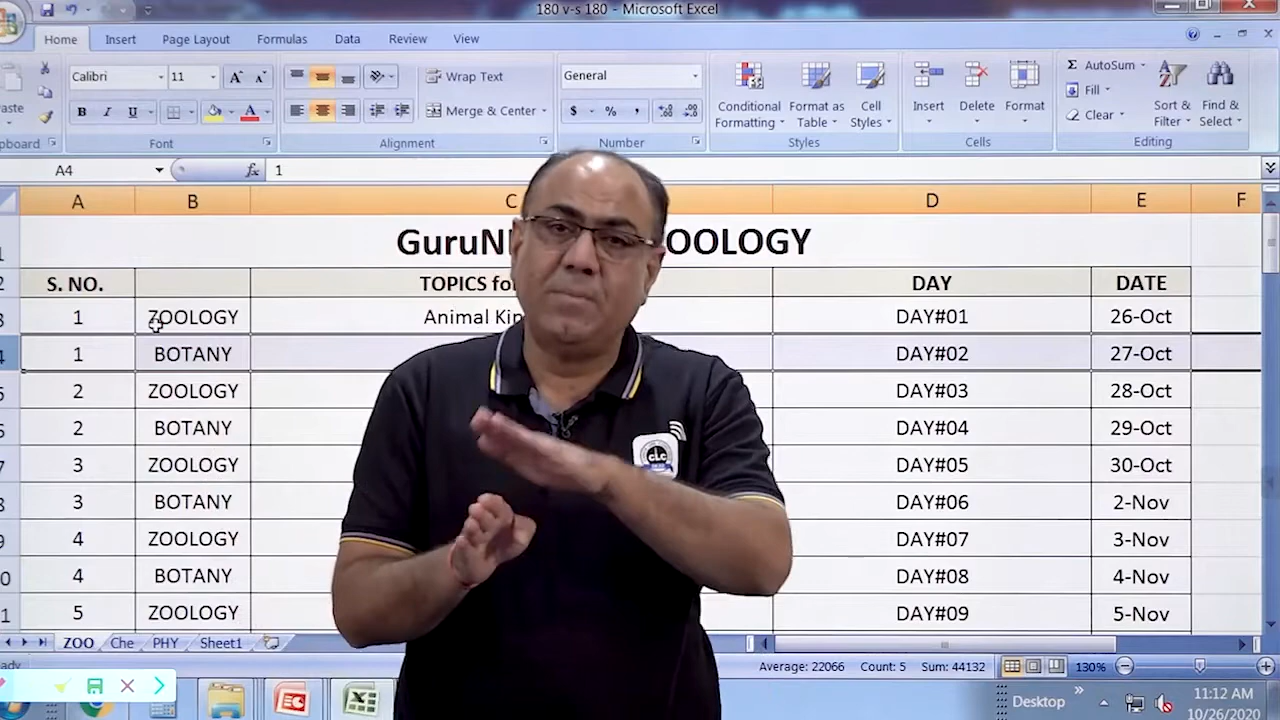 180 v-s 180 - Microsoft Excel
Home Insert Page Layout Formulas Data Review View
Calibri 11 A A Wrap Text General Σ AutoSum
Conditional Format as Cell Insert Delete Format Fill Sort & Find &
B I U A Merge & Center $ % , Formatting Table Styles Clear Filter Select
Font Alignment Number Styles Cells Editing
A4 fx 1
A B C D E F
OOLOGY
S. NO. TOPICS DAY DATE
1 ZOOLOGY Animal DAY#01 26-Oct
1 BOTANY DAY#02 27-Oct
2 ZOOLOGY DAY#03 28-Oct
2 BOTANY DAY#04 29-Oct
3 ZOOLOGY DAY#05 30-Oct
3 BOTANY DAY#06 2-Nov
4 ZOOLOGY DAY#07 3-Nov
4 BOTANY DAY#08 4-Nov
5 ZOOLOGY DAY#09 5-Nov
ZOO Che PHY Sheet1
Average: 22066 Count: 5 Sum: 44132 130%
CLC
Desktop 11:12 AM
10/26/2020